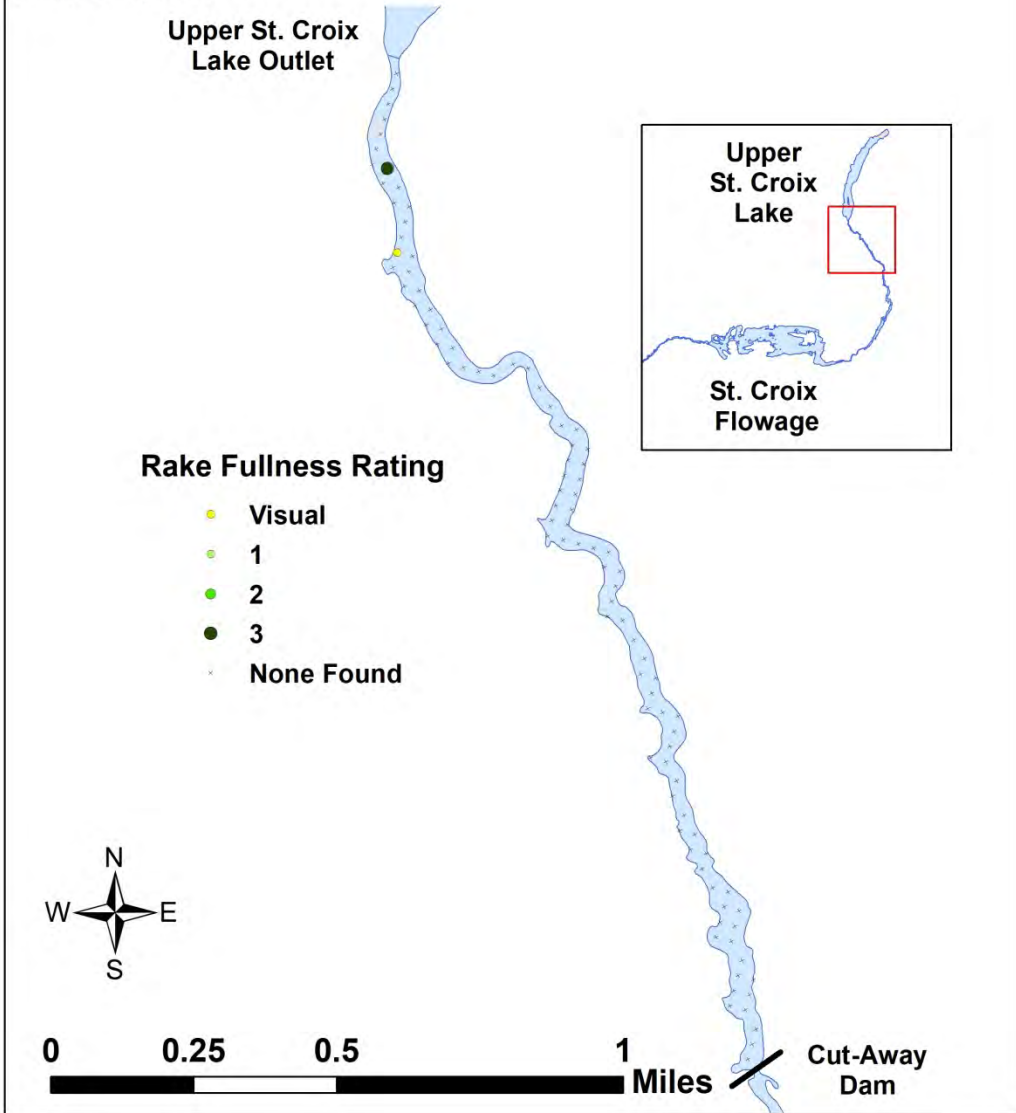 Upper St. Croix
Lake Outlet
Upper
St. Croix
Lake
St. Croix
Flowage
Rake Fullness Rating
Visual
1
2
3
None Found
N
W E
S
0 0.25 0.5 1
Miles
Cut-Away
Dam